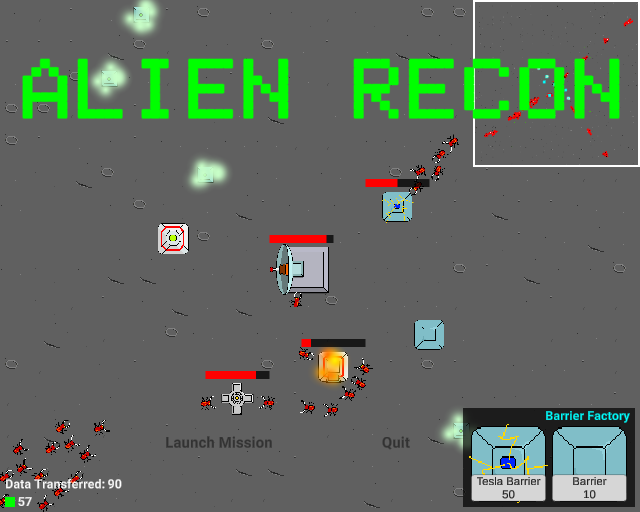 ALIEN RECON
Barrier Factory
Launch Mission
Quit
Tesla Barrier
50
Barrier
10
Data Transferred: 90
57